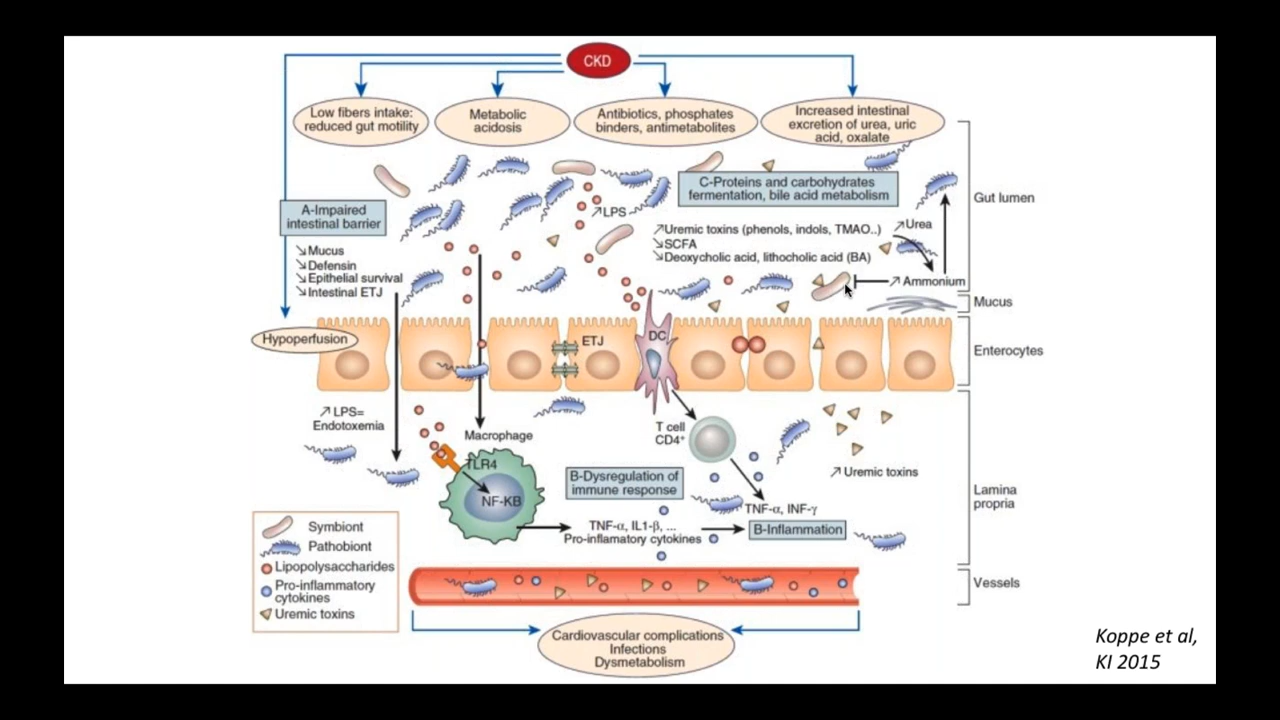 CKD
Low fibers intake:
reduced gut motility
Metabolic
acidosis
Antibiotics, phosphates
binders, antimetabolites
Increased intestinal
excretion of urea, uric
acid, oxalate
A-Impaired
intestinal barrier
↘Mucus
↘Defensin
↘Epithelial survival
↘Intestinal ETJ
↗LPS
C-Proteins and carbohydrates
fermentation, bile acid metabolism
↗Uremic toxins (phenols, indols, TMAO..)
↘SCFA
↘Deoxycholic acid, lithocholic acid (BA)
↗Urea
↗ Ammonium
Gut lumen
Mucus
Hypoperfusion
ETJ
DC
Enterocytes
↗ LPS=
Endotoxemia
Macrophage
TLR4
NF-KB
T cell
CD4+
B-Dysregulation of
immune response
TNF-α, IL1-β, ...
Pro-inflamatory cytokines
TNF-α, INF-γ
B-Inflammation
↗ Uremic toxins
Lamina
propria
Symbiont
Pathobiont
Lipopolysaccharides
Pro-inflammatory
cytokines
Uremic toxins
Vessels
Cardiovascular complications
Infections
Dysmetabolism
Koppe et al,
KI 2015